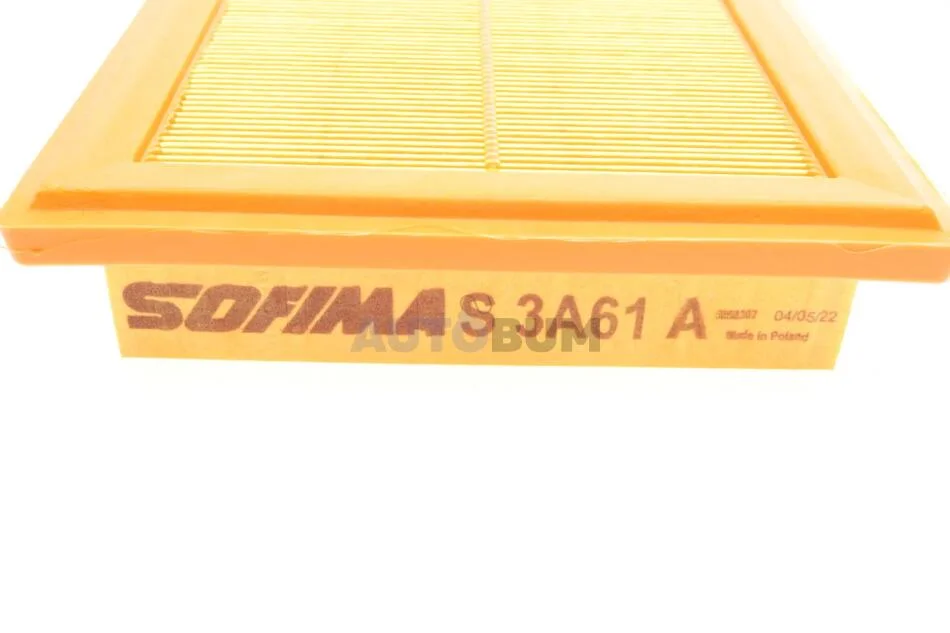 SOFIMA S 3A61 A 04/05/22
Made in Poland
AUTOBUM